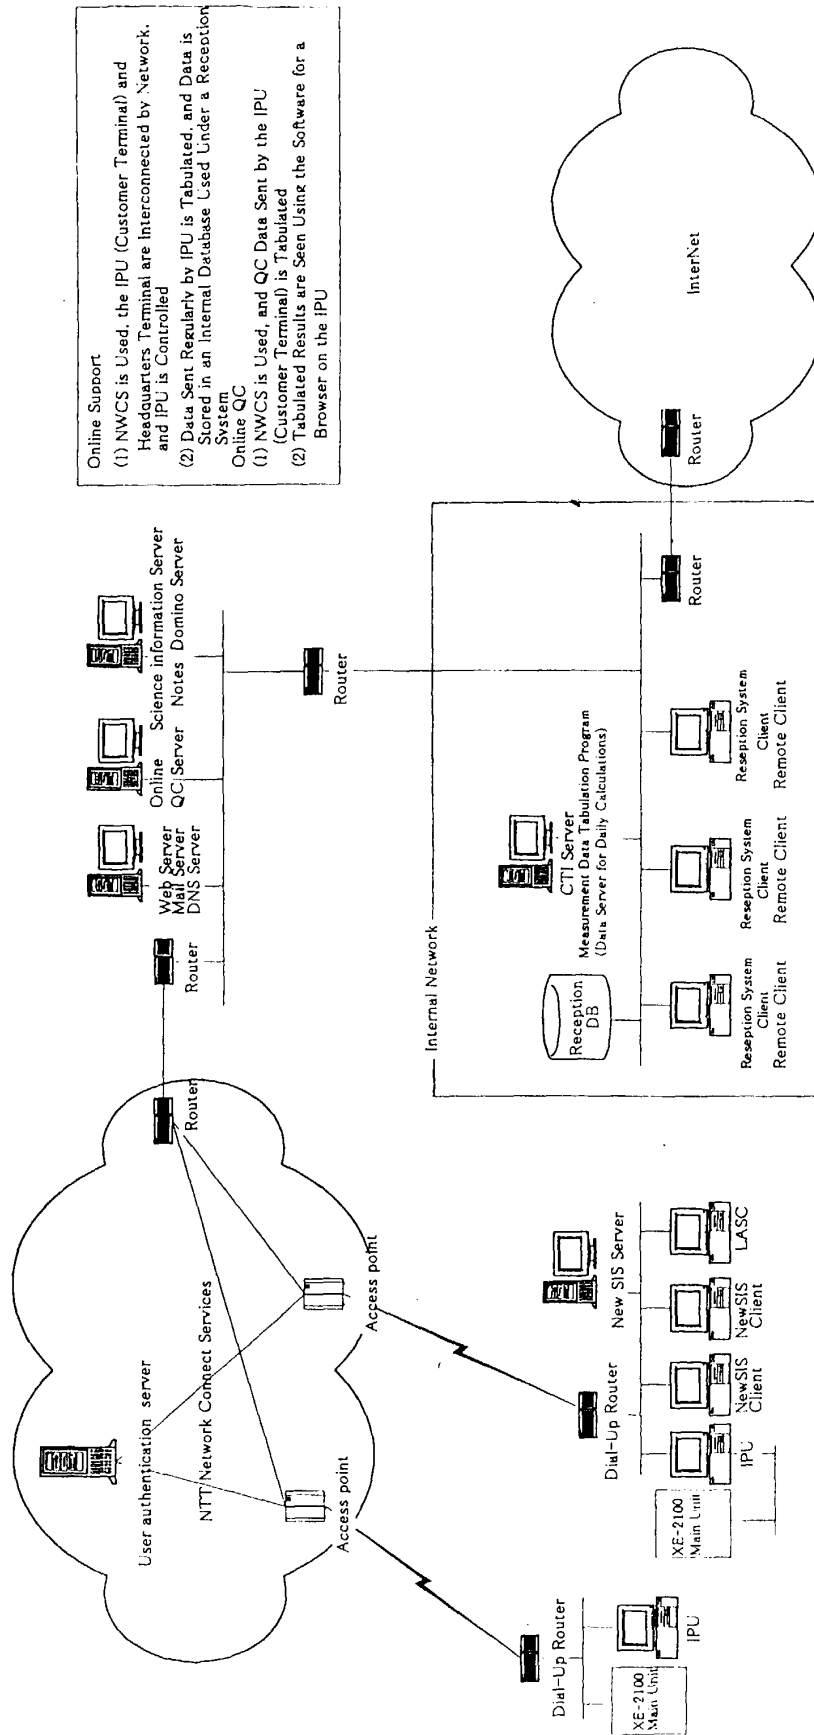 Online Support
(1) NWCS is Used, the IPU (Customer Terminal) and
Headquarters Terminal are Interconnected by Network,
and IPU is Controlled
(2) Data Sent Regularly by IPU is Tabulated, and Data is
Stored in an Internal Database Used Under a Reception
System
Online QC
(1) NWCS is Used, and QC Data Sent by the IPU
(Customer Terminal) is Tabulated
(2) Tabulated Results are Seen Using the Software for a
Browser on the IPU
User authentication server
NTT Network Connect Services
Access point
Access point
Router
Router
Web Server
Mail Server
DNS Server
Online
QC Server
Science information Server
Notes Domino Server
Router
Internal Network
Reception
DB
CTI Server
Measurement Data Tabulation Program
(Data Server for Daily Calculations)
Reseption System
Client
Remote Client
Reseption System
Client
Remote Client
Reseption System
Client
Remote Client
Router
Router
InterNet
Dial-Up Router
XE-2100
Main Unit
IPU
Dial-Up Router
New SIS Server
XE-2100
Main Unit
IPU
NewSIS
Client
NewSIS
Client
LASC